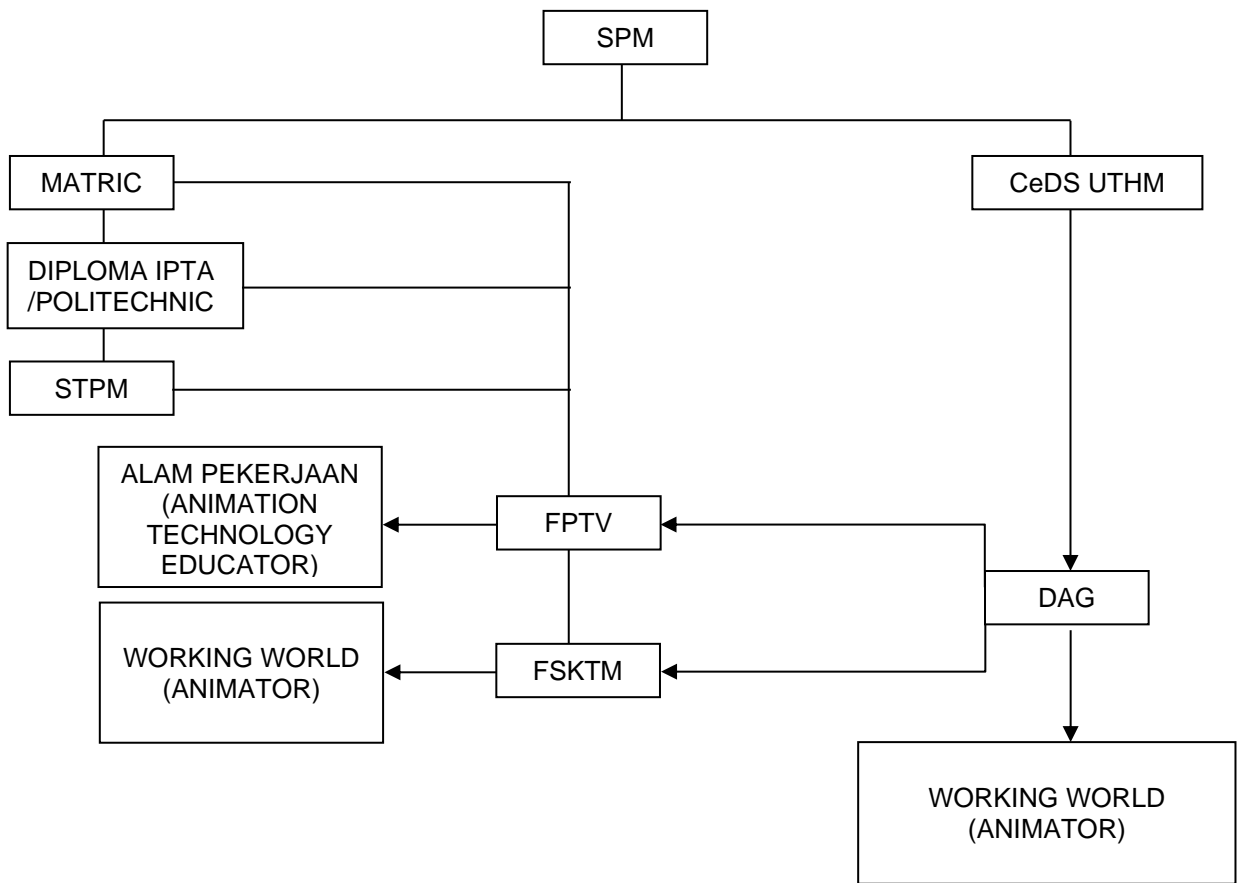 SPM
MATRIC
CeDS UTHM
DIPLOMA IPTA
/POLITECHNIC
STPM
ALAM PEKERJAAN
(ANIMATION
TECHNOLOGY
EDUCATOR)
FPTV
DAG
WORKING WORLD
(ANIMATOR)
FSKTM
WORKING WORLD
(ANIMATOR)